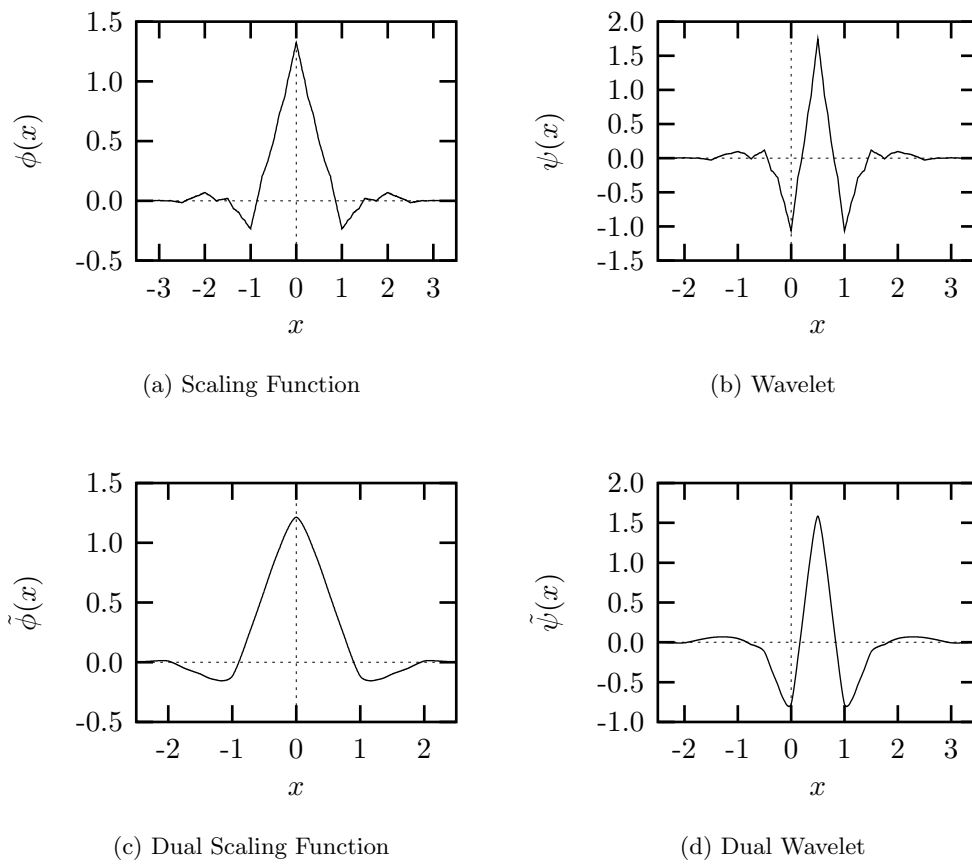 1.5
1.0
0.5
0.0
-0.5
ϕ(x)
-3 -2 -1 0 1 2 3
x
(a) Scaling Function
2.0
1.5
1.0
0.5
0.0
-0.5
-1.0
-1.5
ψ(x)
-2 -1 0 1 2 3
x
(b) Wavelet
1.5
1.0
0.5
0.0
-0.5
ϕ̃(x)
-2 -1 0 1 2
x
(c) Dual Scaling Function
2.0
1.5
1.0
0.5
0.0
-0.5
-1.0
ψ̃(x)
-2 -1 0 1 2 3
x
(d) Dual Wavelet